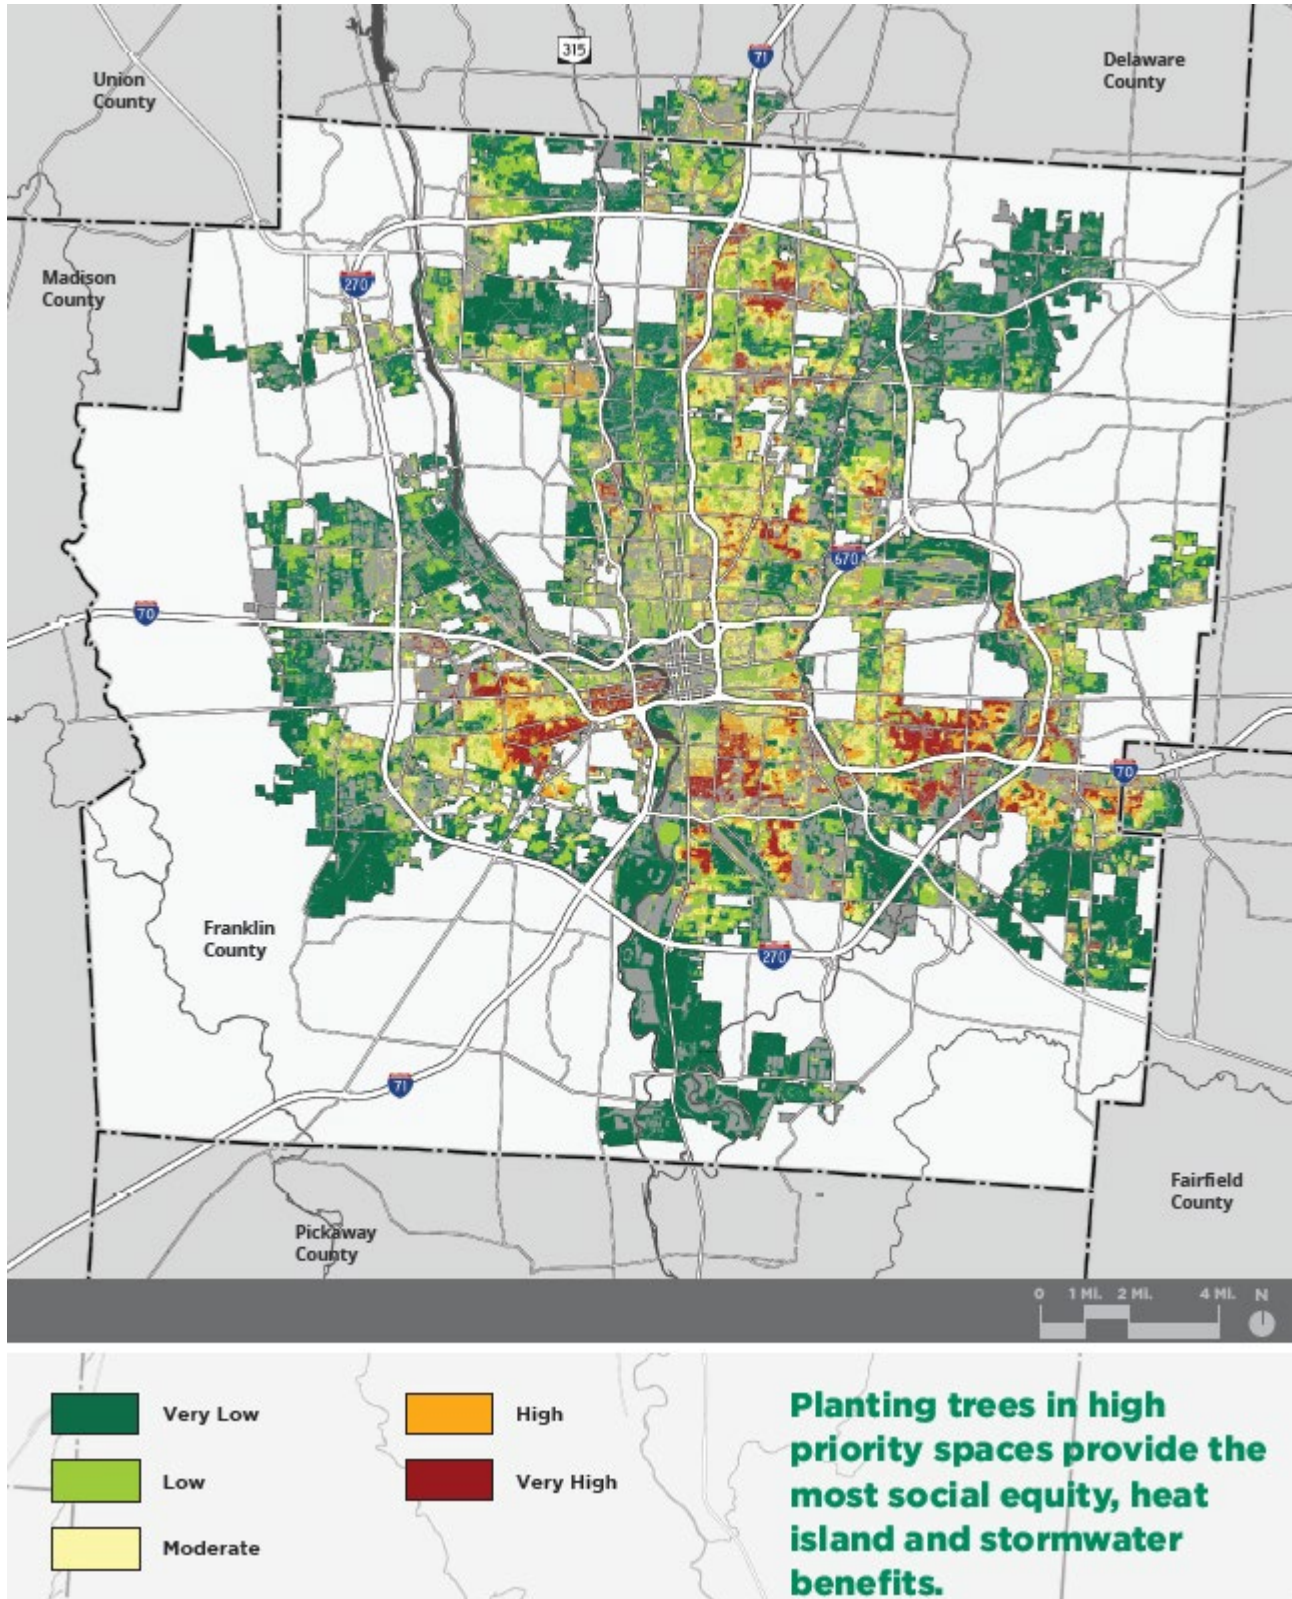 315
71
Delaware
County
Union
County
270
Madison
County
670
70
70
Franklin
County
270
71
Fairfield
County
Pickaway
County
0 1 MI. 2 MI. 4 MI. N
Very Low
High
Low
Very High
Moderate
Planting trees in high
priority spaces provide the
most social equity, heat
island and stormwater
benefits.